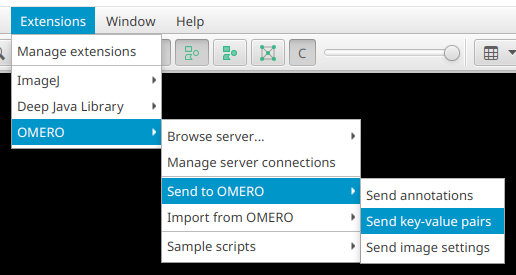 Extensions Window Help
Manage extensions
C
ImageJ
Deep Java Library
OMERO
Browse server...
Manage server connections
Send to OMERO
Send annotations
Import from OMERO
Send key-value pairs
Sample scripts
Send image settings